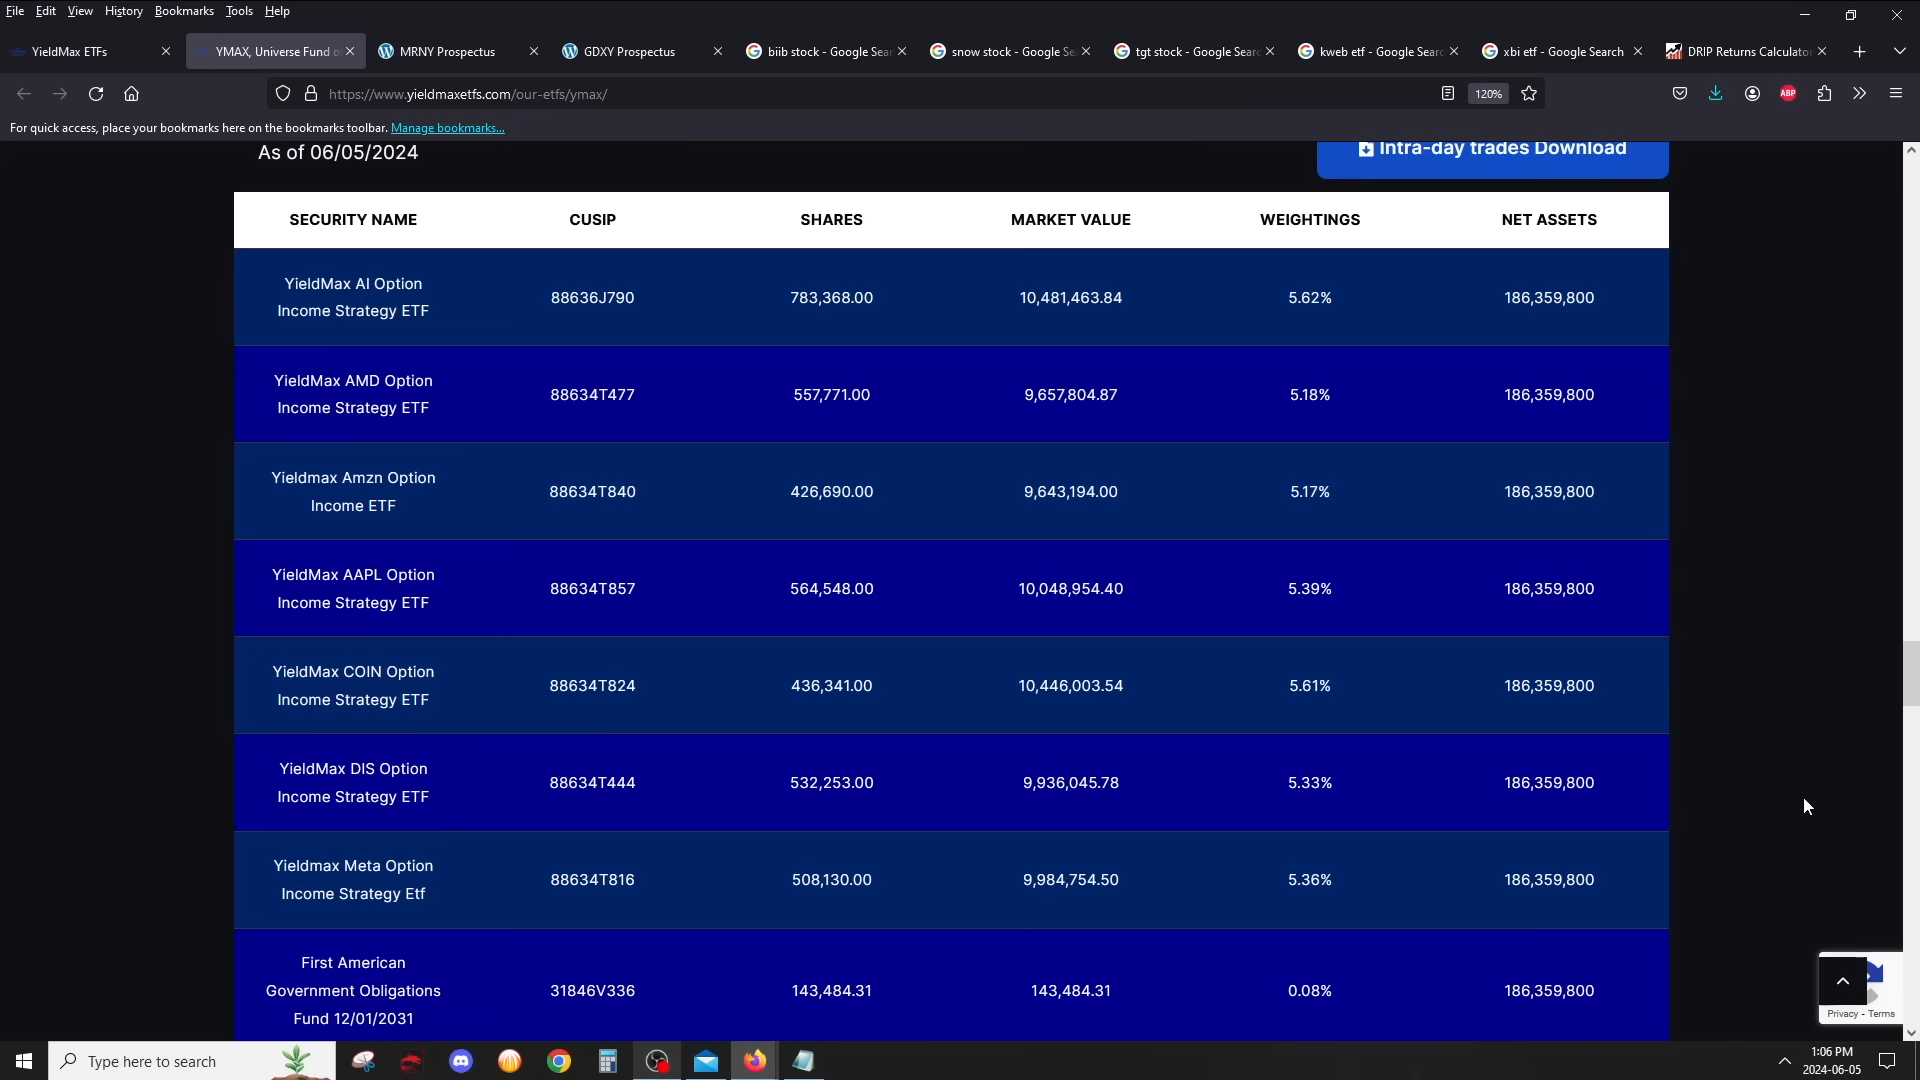 File Edit View History Bookmarks Tools Help
YieldMax ETFs
YMAX, Universe Fund o
MRNY Prospectus
GDXY Prospectus
biib stock - Google Sear
snow stock - Google Se
tgt stock - Google Searc
kweb etf - Google Searc
xbi etf - Google Search
DRIP Returns Calculator
https://www.yieldmaxetfs.com/our-etfs/ymax/
120%
ABP
For quick access, place your bookmarks here on the bookmarks toolbar. Manage bookmarks...
As of 06/05/2024
Intra-day trades Download
SECURITY NAME CUSIP SHARES MARKET VALUE WEIGHTINGS NET ASSETS
YieldMax AI Option
Income Strategy ETF
88636J790 783,368.00 10,481,463.84 5.62% 186,359,800
YieldMax AMD Option
Income Strategy ETF
88634T477 557,771.00 9,657,804.87 5.18% 186,359,800
Yieldmax Amzn Option
Income ETF
88634T840 426,690.00 9,643,194.00 5.17% 186,359,800
YieldMax AAPL Option
Income Strategy ETF
88634T857 564,548.00 10,048,954.40 5.39% 186,359,800
YieldMax COIN Option
Income Strategy ETF
88634T824 436,341.00 10,446,003.54 5.61% 186,359,800
YieldMax DIS Option
Income Strategy ETF
88634T444 532,253.00 9,936,045.78 5.33% 186,359,800
Yieldmax Meta Option
Income Strategy Etf
88634T816 508,130.00 9,984,754.50 5.36% 186,359,800
First American
Government Obligations
Fund 12/01/2031
31846V336 143,484.31 143,484.31 0.08% 186,359,800
Privacy - Terms
Type here to search
1:06 PM
2024-06-05